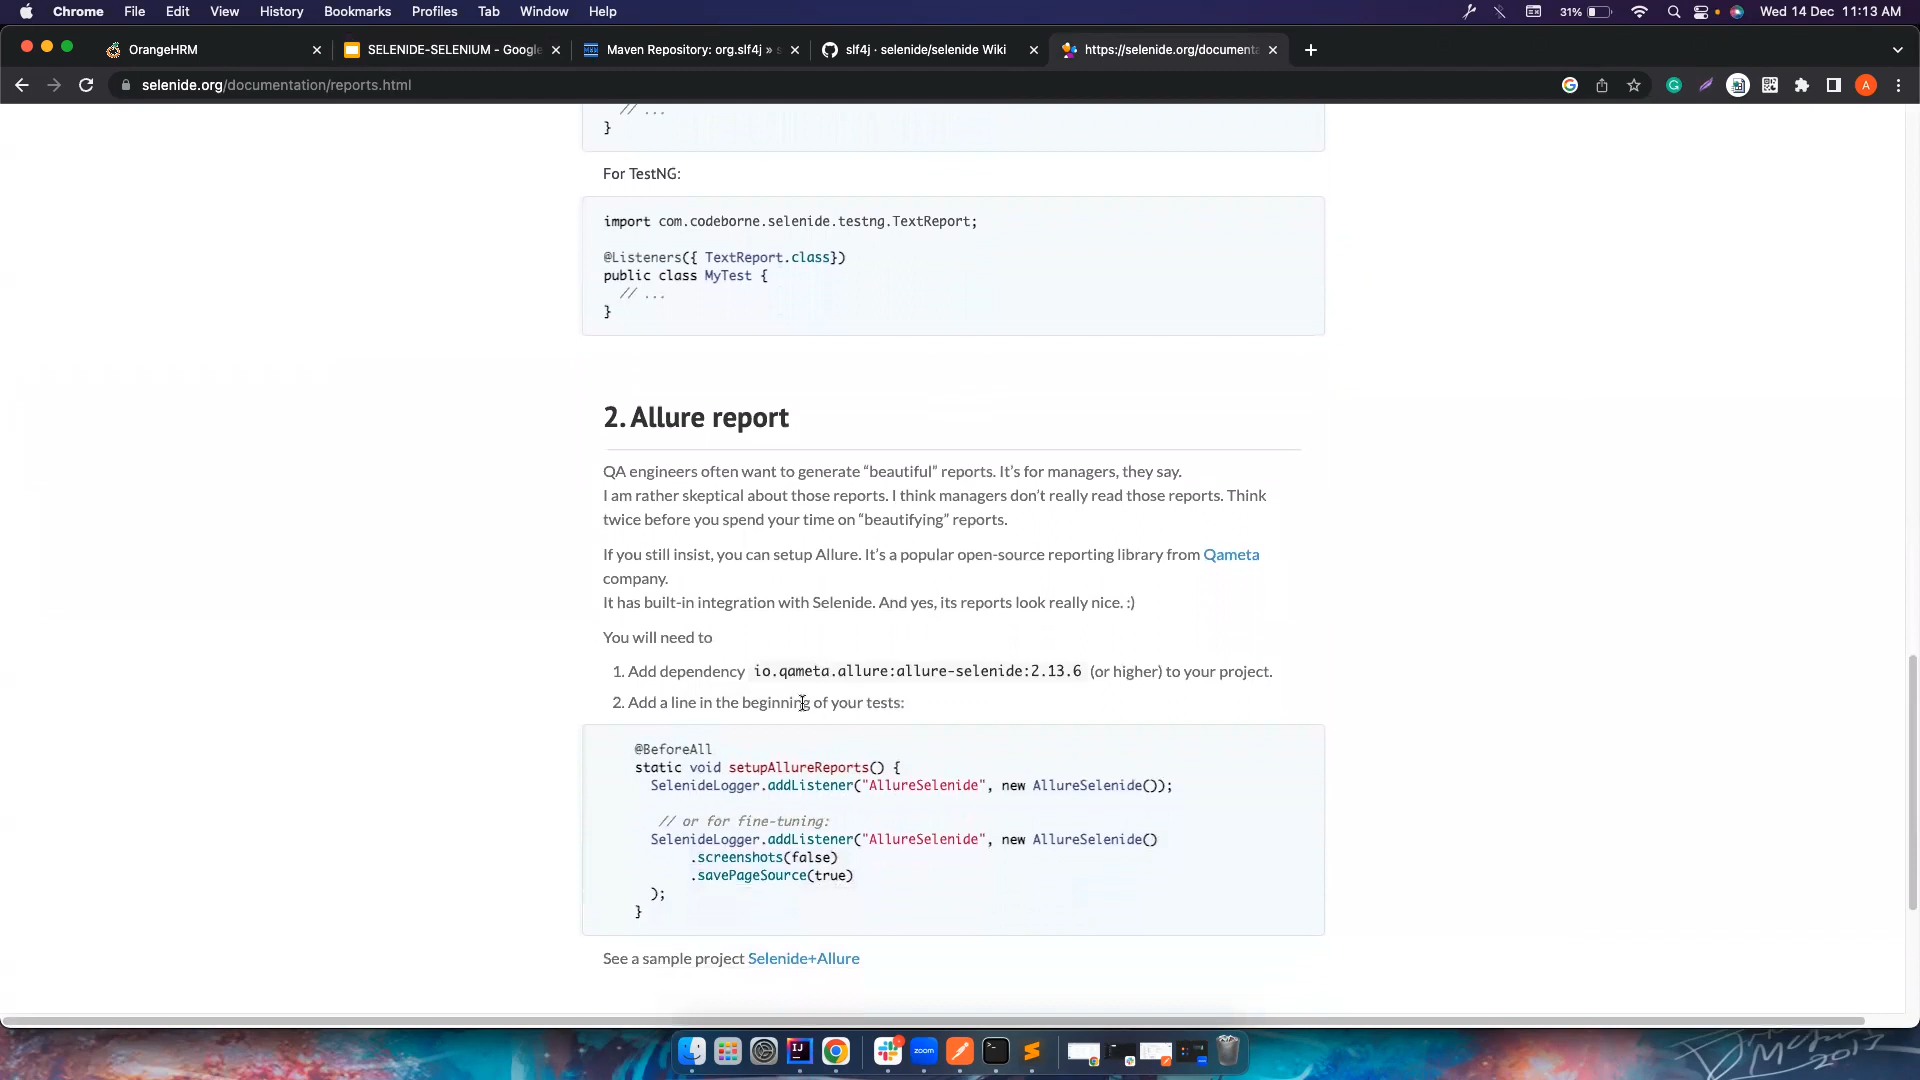 Chrome File Edit View History Bookmarks Profiles Tab Window Help 31% Wed 14 Dec 11:13 AM
OrangeHRM SELENIDE-SELENIUM - Google Maven Repository: org.slf4j » s slf4j · selenide/selenide Wiki https://selenide.org/documenta
selenide.org/documentation/reports.html A
// ...
}
For TestNG:
import com.codeborne.selenide.testng.TextReport;
@Listeners({ TextReport.class})
public class MyTest {
// ...
}
2. Allure report
QA engineers often want to generate “beautiful” reports. It’s for managers, they say.
I am rather skeptical about those reports. I think managers don’t really read those reports. Think
twice before you spend your time on “beautifying” reports.
If you still insist, you can setup Allure. It’s a popular open-source reporting library from Qameta
company.
It has built-in integration with Selenide. And yes, its reports look really nice. :)
You will need to
1. Add dependency io.qameta.allure:allure-selenide:2.13.6 (or higher) to your project.
2. Add a line in the beginning of your tests:
@BeforeAll
static void setupAllureReports() {
SelenideLogger.addListener("AllureSelenide", new AllureSelenide());
// or for fine-tuning:
SelenideLogger.addListener("AllureSelenide", new AllureSelenide()
.screenshots(false)
.savePageSource(true)
);
}
See a sample project Selenide+Allure
IJ zoom
2017